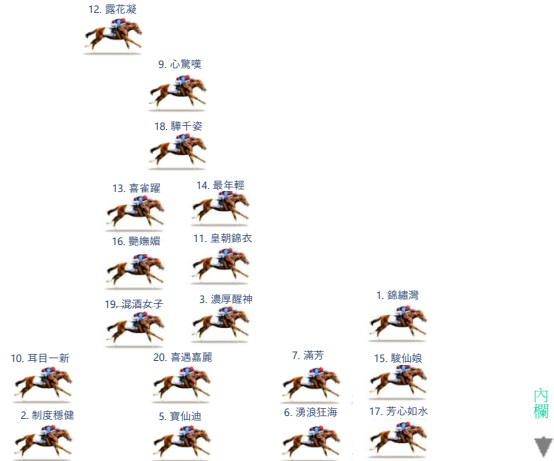 12. 露花凝
9. 心驚嘆
18. 驊千姿
13. 喜雀躍
14. 最年輕
16. 艷嫵媚
11. 皇朝錦衣
1. 錦繡灣
19. 混酒女子
3. 濃厚醒神
10. 耳目一新
20. 喜遇嘉麗
7. 滿芳
15. 駿仙娘
2. 制度穩健
5. 寶仙迪
6. 湧浪狂海
17. 芳心如水
內欄